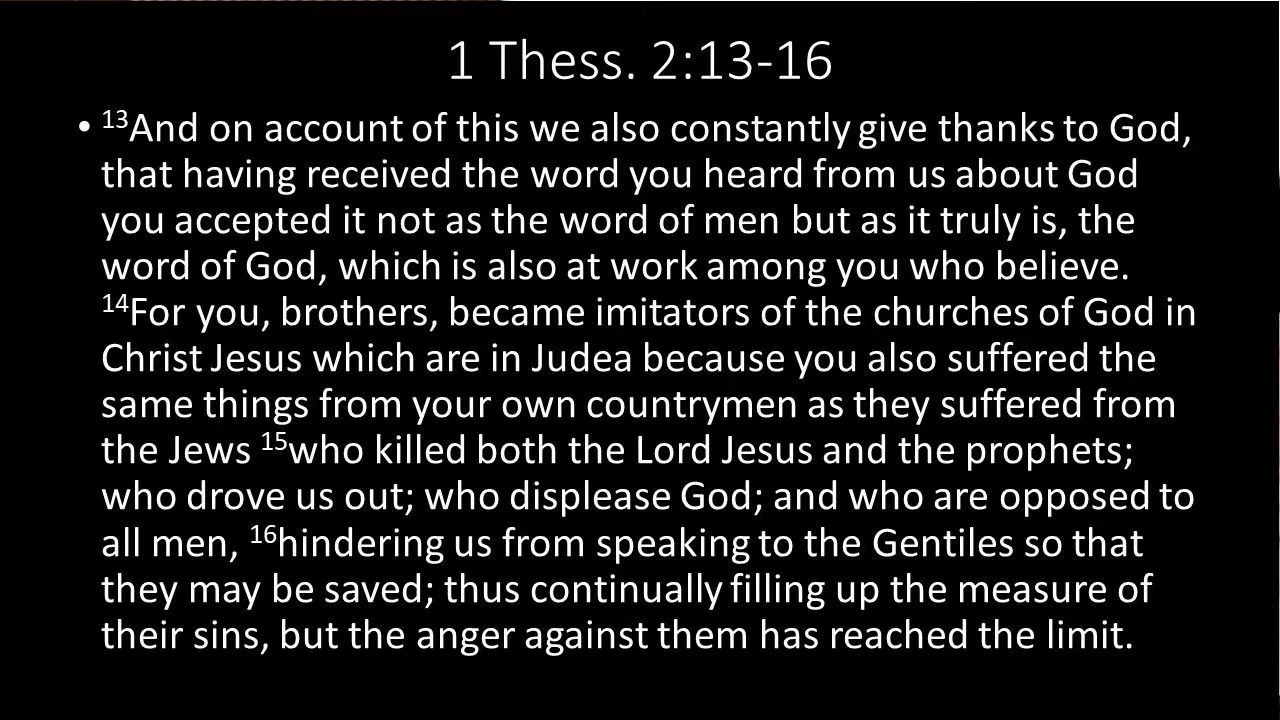 1 Thess. 2:13-16
• ¹³And on account of this we also constantly give thanks to God,
that having received the word you heard from us about God
you accepted it not as the word of men but as it truly is, the
word of God, which is also at work among you who believe.
¹⁴For you, brothers, became imitators of the churches of God in
Christ Jesus which are in Judea because you also suffered the
same things from your own countrymen as they suffered from
the Jews ¹⁵who killed both the Lord Jesus and the prophets;
who drove us out; who displease God; and who are opposed to
all men, ¹⁶hindering us from speaking to the Gentiles so that
they may be saved; thus continually filling up the measure of
their sins, but the anger against them has reached the limit.